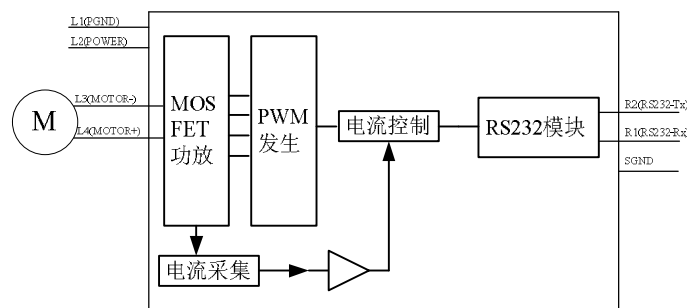 L1(PGND)
L2(POWER)
L3(MOTOR-)
L4(MOTOR+)
M
MOS
FET
功放
PWM
发生
电流控制
RS232模块
R2(RS232-Tx)
R1(RS232-Rx)
SGND
电流采集